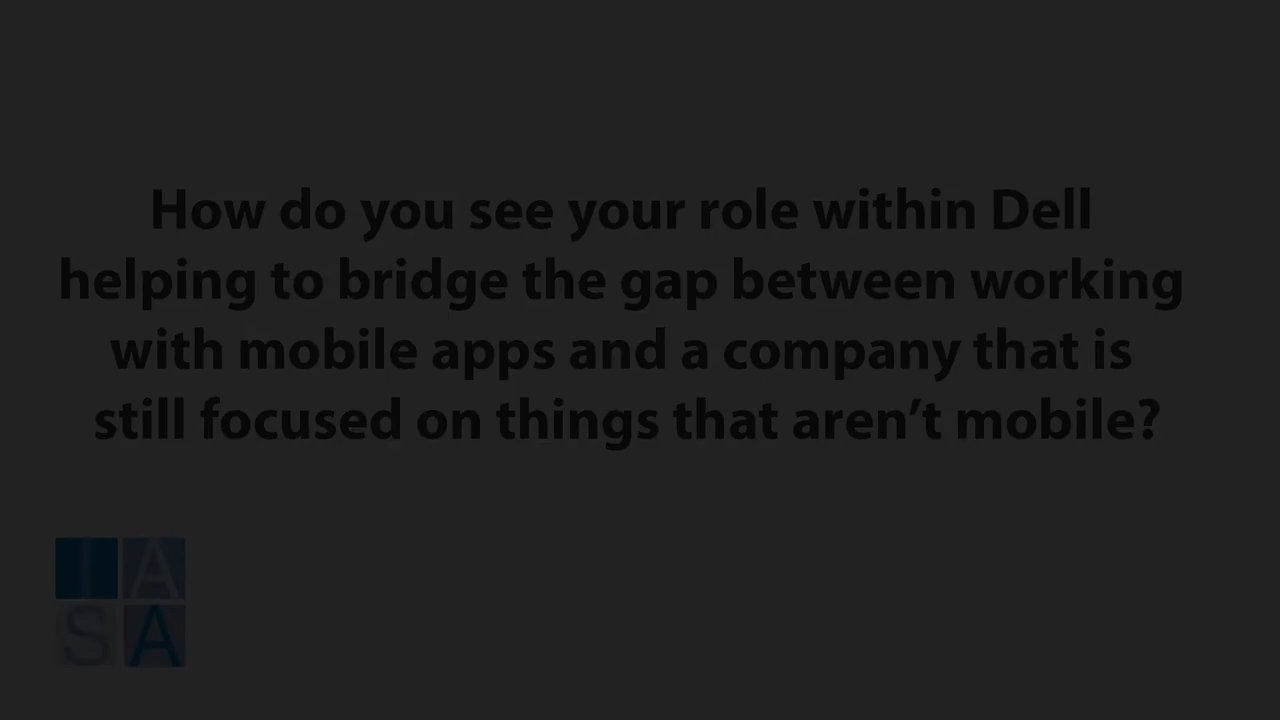 How do you see your role within Dell
helping to bridge the gap between working
with mobile apps and a company that is
still focused on things that aren’t mobile?
I A
S A